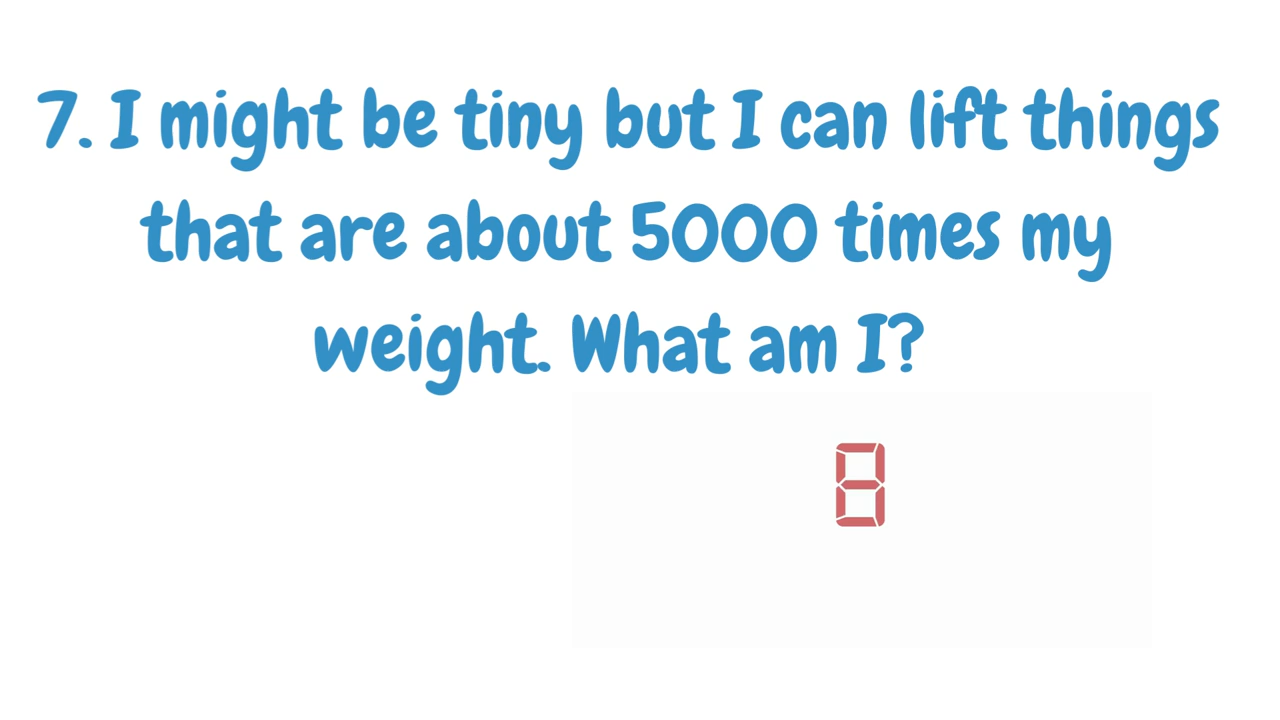 7. I might be tiny but I can lift things
that are about 5000 times my
weight. What am I?
8